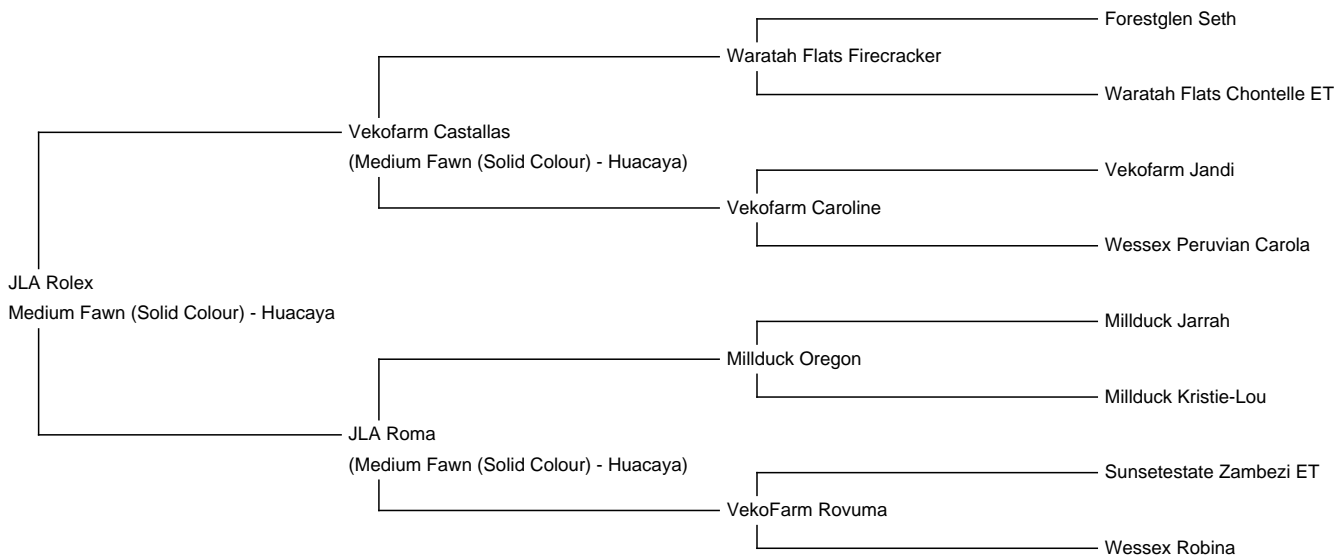 Forestglen Seth
Waratah Flats Firecracker
Waratah Flats Chontelle ET
Vekofarm Castallas
(Medium Fawn (Solid Colour) - Huacaya)
Vekofarm Jandi
Vekofarm Caroline
Wessex Peruvian Carola
JLA Rolex
Medium Fawn (Solid Colour) - Huacaya
Millduck Jarrah
Millduck Oregon
Millduck Kristie-Lou
JLA Roma
(Medium Fawn (Solid Colour) - Huacaya)
Sunsetestate Zambezi ET
VekoFarm Rovuma
Wessex Robina